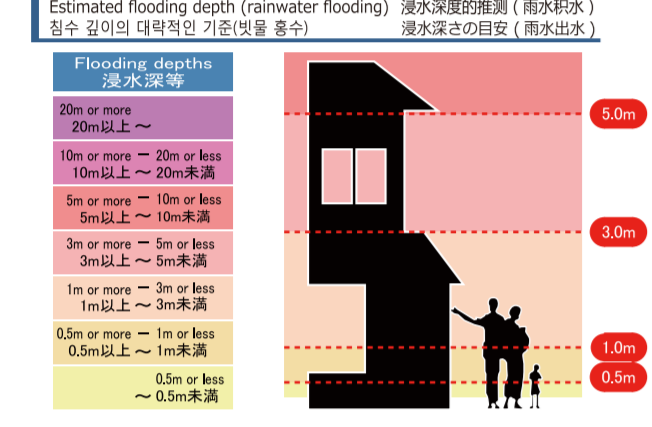 Estimated flooding depth (rainwater flooding) 浸水深度的推测 ( 雨水积水 )
침수 깊이의 대략적인 기준(빗물 홍수) 浸水深さの目安 ( 雨水出水 )
Flooding depths
浸水深等
20m or more
20m以上 ～
10m or more － 20m or less
10m以上 ～ 20m未満
5m or more － 10m or less
5m以上 ～ 10m未満
3m or more － 5m or less
3m以上 ～ 5m未満
1m or more － 3m or less
1m以上 ～ 3m未満
0.5m or more － 1m or less
0.5m以上 ～ 1m未満
0.5m or less
～ 0.5m未満
5.0m
3.0m
1.0m
0.5m